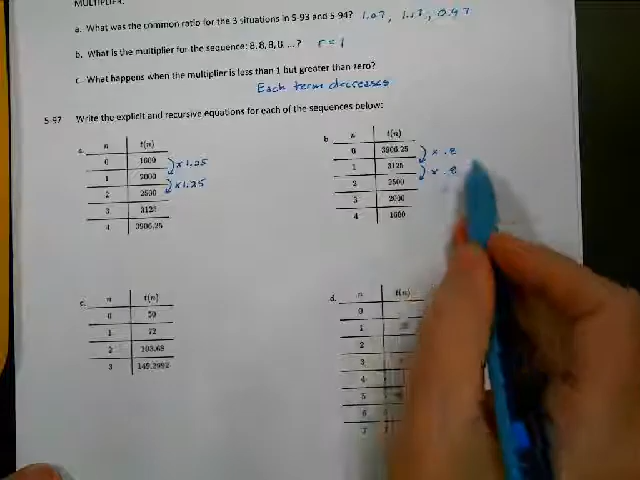 MULTIPLIER.
a. What was the common ratio for the 3 situations in 5-93 and 5-94? 1.07, 1.12, 0.97
b. What is the multiplier for the sequence: 8, 8, 8, 8, ...? r = 1
c. What happens when the multiplier is less than 1 but greater than zero?
Each term decreases
5-97 Write the explicit and recursive equations for each of the sequences below:
a.
n t(n)
0 1600
x1.25
1 2000
x1.25
2 2500
3 3125
4 3906.25
b
n t(n)
0 3906.25
x .8
1 3125
x .8
2 2500
3 2000
4 1600
c.
n t(n)
0 50
1 72
2 103.68
3 149.2992
d.
n t(n)
0
1
2
3
4
5
6
7